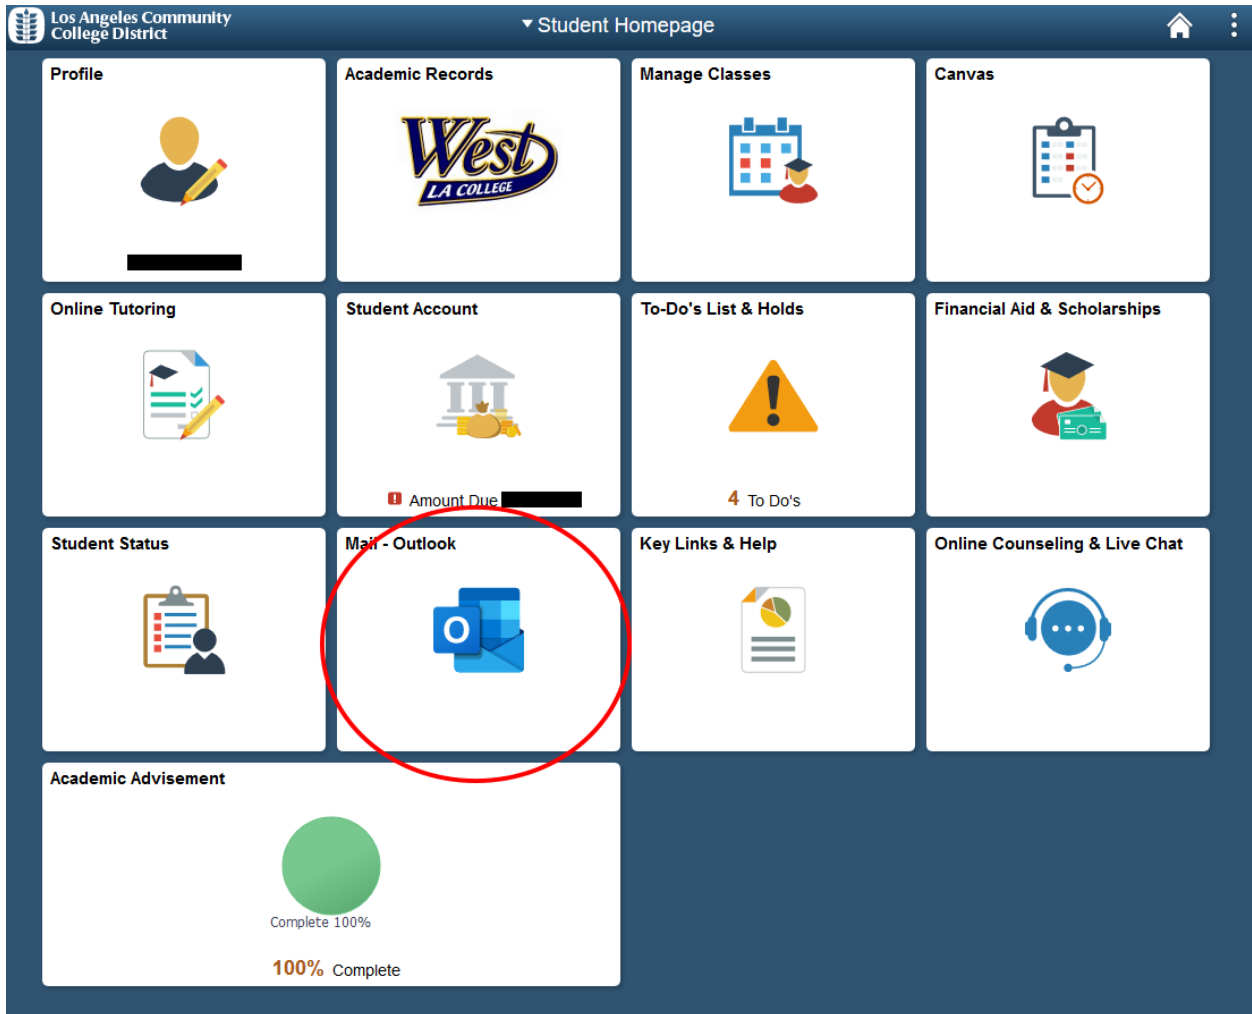 Los Angeles Community
College District
Student Homepage
Profile
Academic Records
Manage Classes
Canvas
West
LA COLLEGE
Online Tutoring
Student Account
To-Do's List & Holds
Financial Aid & Scholarships
Amount Due
4 To Do's
Student Status
Mail - Outlook
Key Links & Help
Online Counseling & Live Chat
O
Academic Advisement
Complete 100%
100% Complete